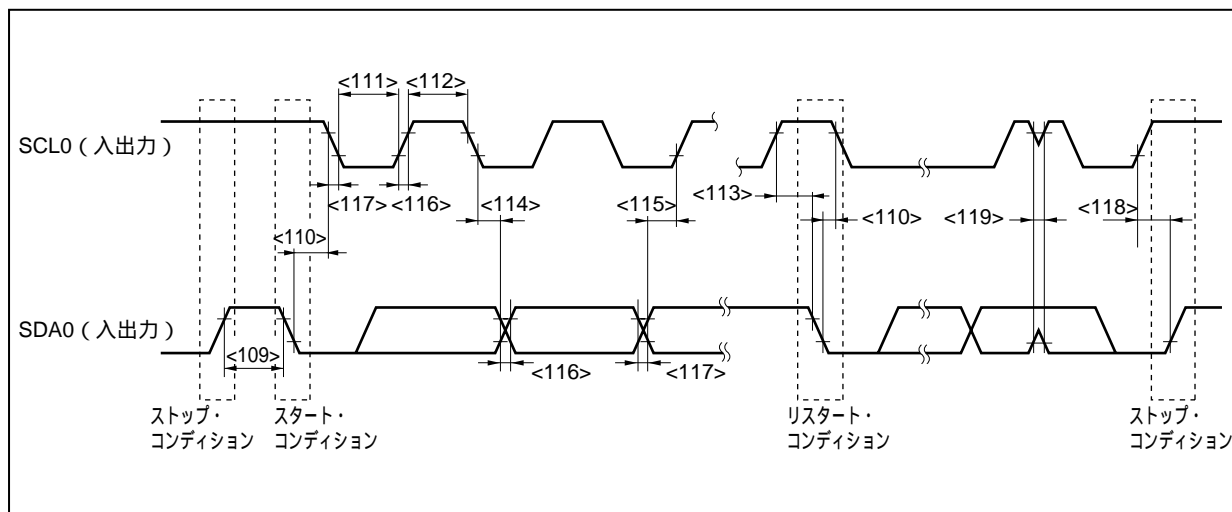 <111> <112>
SCL0（入出力）
<117> <116> <114> <115> <113> <110> <119> <118>
<110>
SDA0（入出力）
<109>
<116> <117>
ストップ・
コンディション
スタート・
コンディション
リスタート・
コンディション
ストップ・
コンディション